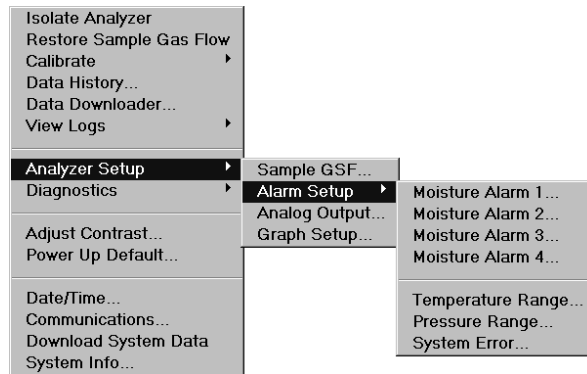 Isolate Analyzer
Restore Sample Gas Flow
Calibrate
Data History...
Data Downloader...
View Logs
Analyzer Setup
Diagnostics
Adjust Contrast...
Power Up Default...
Date/Time...
Communications...
Download System Data
System Info...
Sample GSF...
Alarm Setup
Analog Output...
Graph Setup...
Moisture Alarm 1...
Moisture Alarm 2...
Moisture Alarm 3...
Moisture Alarm 4...
Temperature Range...
Pressure Range...
System Error...